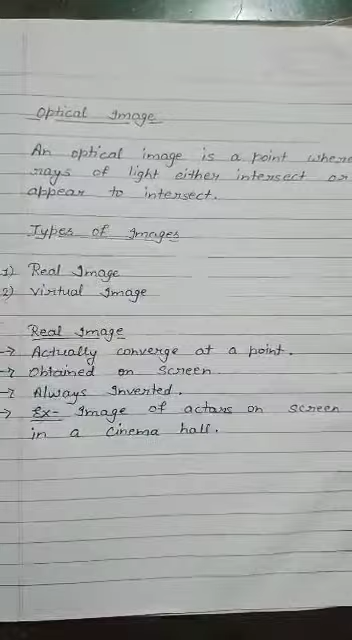 Optical Image
An optical image is a point where
rays of light either intersect or
appear to intersect.
Types of Images
1) Real Image
2) Virtual Image
Real Image
→ Actually converge at a point.
→ Obtained on screen
→ Always Inverted.
→ Ex- Image of actors on screen
in a cinema hall.